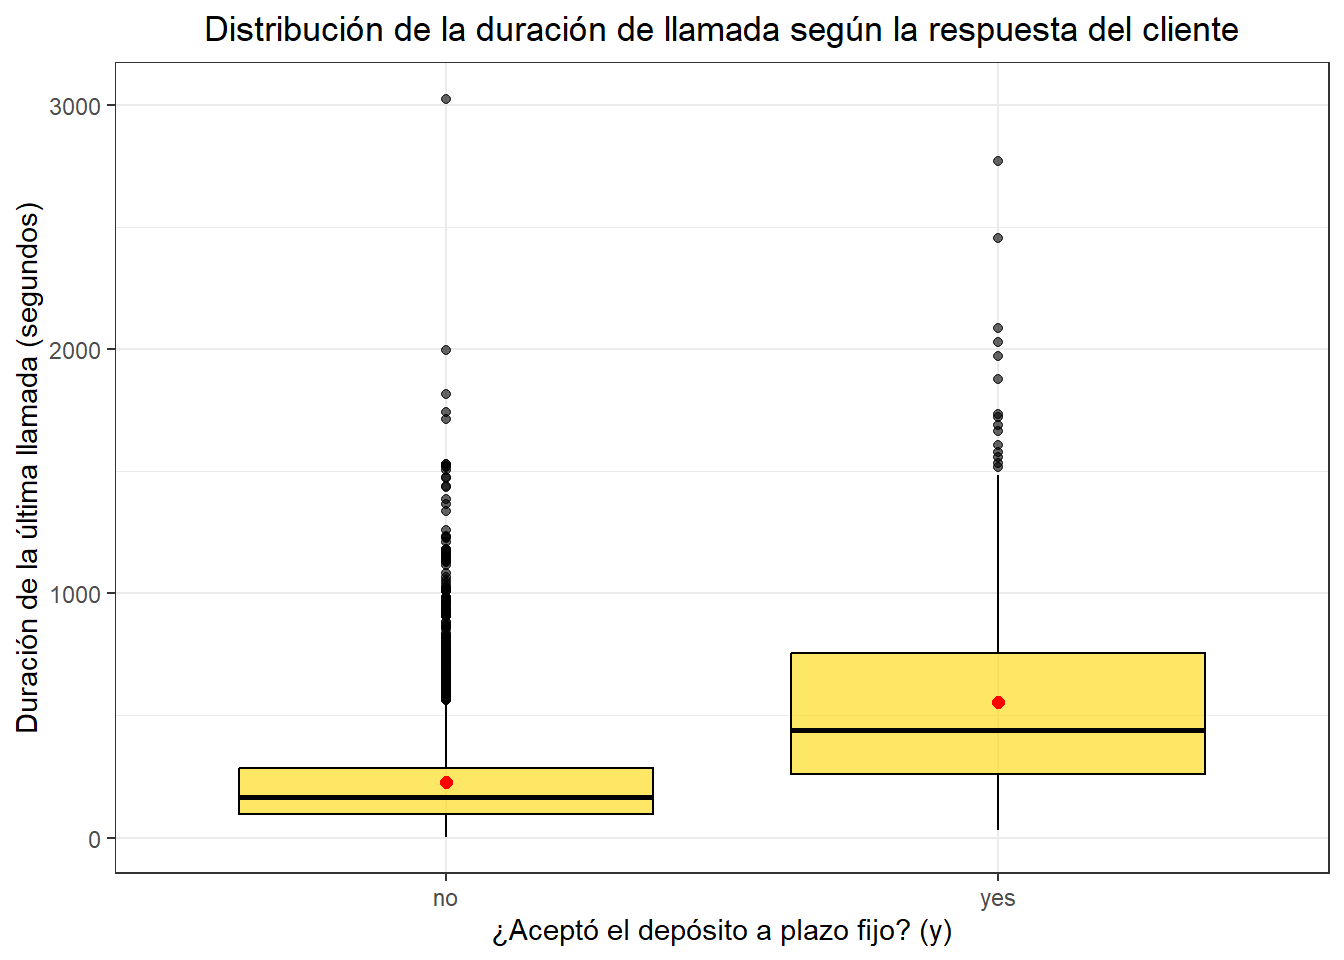 Distribución de la duración de llamada según la respuesta del cliente
Duración de la última llamada (segundos)
3000
2000
1000
0
no
yes
¿Aceptó el depósito a plazo fijo? (y)